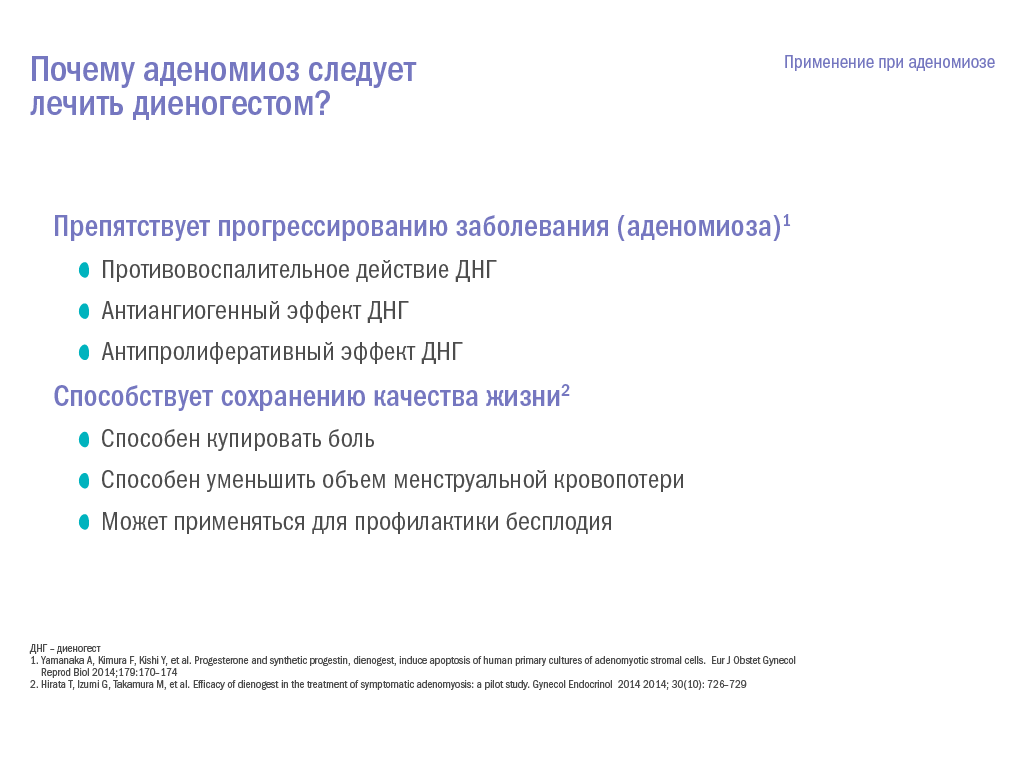 Почему аденомиоз следует
лечить диеногестом?
Применение при аденомиозе
Препятствует прогрессированию заболевания (аденомиоза)¹
Противовоспалительное действие ДНГ
Антиангиогенный эффект ДНГ
Антипролиферативный эффект ДНГ
Способствует сохранению качества жизни²
Способен купировать боль
Способен уменьшить объем менструальной кровопотери
Может применяться для профилактики бесплодия
ДНГ – диеногест
1. Yamanaka A, Kimura F, Kishi Y, et al. Progesterone and synthetic progestin, dienogest, induce apoptosis of human primary cultures of adenomyotic stromal cells. Eur J Obstet Gynecol
Reprod Biol 2014;179:170–174
2. Hirata T, Izumi G, Takamura M, et al. Efficacy of dienogest in the treatment of symptomatic adenomyosis: a pilot study. Gynecol Endocrinol 2014 2014; 30(10): 726–729